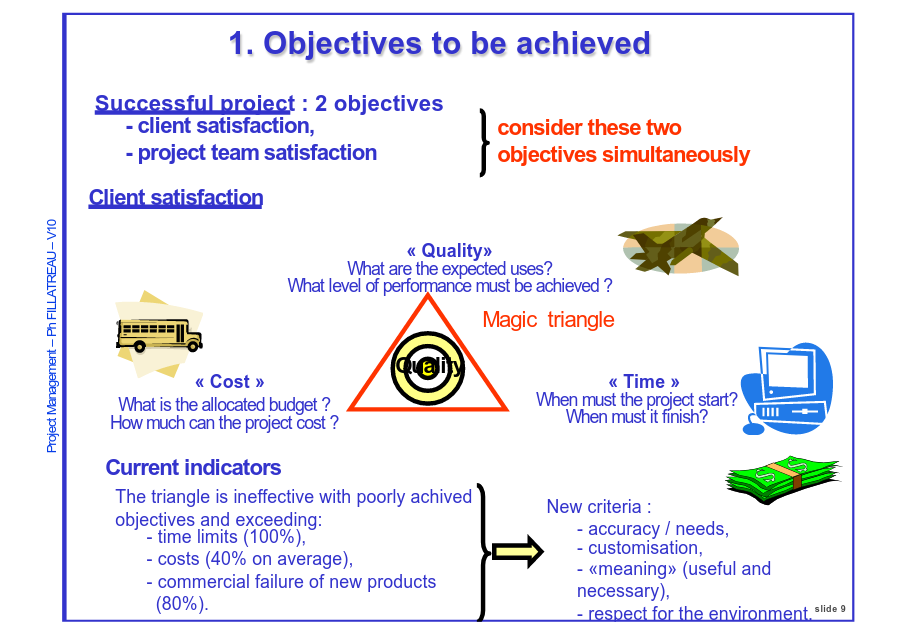 1. Objectives to be achieved
Successful project : 2 objectives
- client satisfaction,
- project team satisfaction
consider these two
objectives simultaneously
Client satisfaction
« Quality»
What are the expected uses?
What level of performance must be achieved ?
Magic triangle
Quality
« Cost »
What is the allocated budget ?
How much can the project cost ?
« Time »
When must the project start?
When must it finish?
Current indicators
The triangle is ineffective with poorly achived
objectives and exceeding:
- time limits (100%),
- costs (40% on average),
- commercial failure of new products
(80%).
New criteria :
- accuracy / needs,
- customisation,
- «meaning» (useful and
necessary),
- respect for the environment.
slide 9
Project Management – Ph FILLATREAU – V10